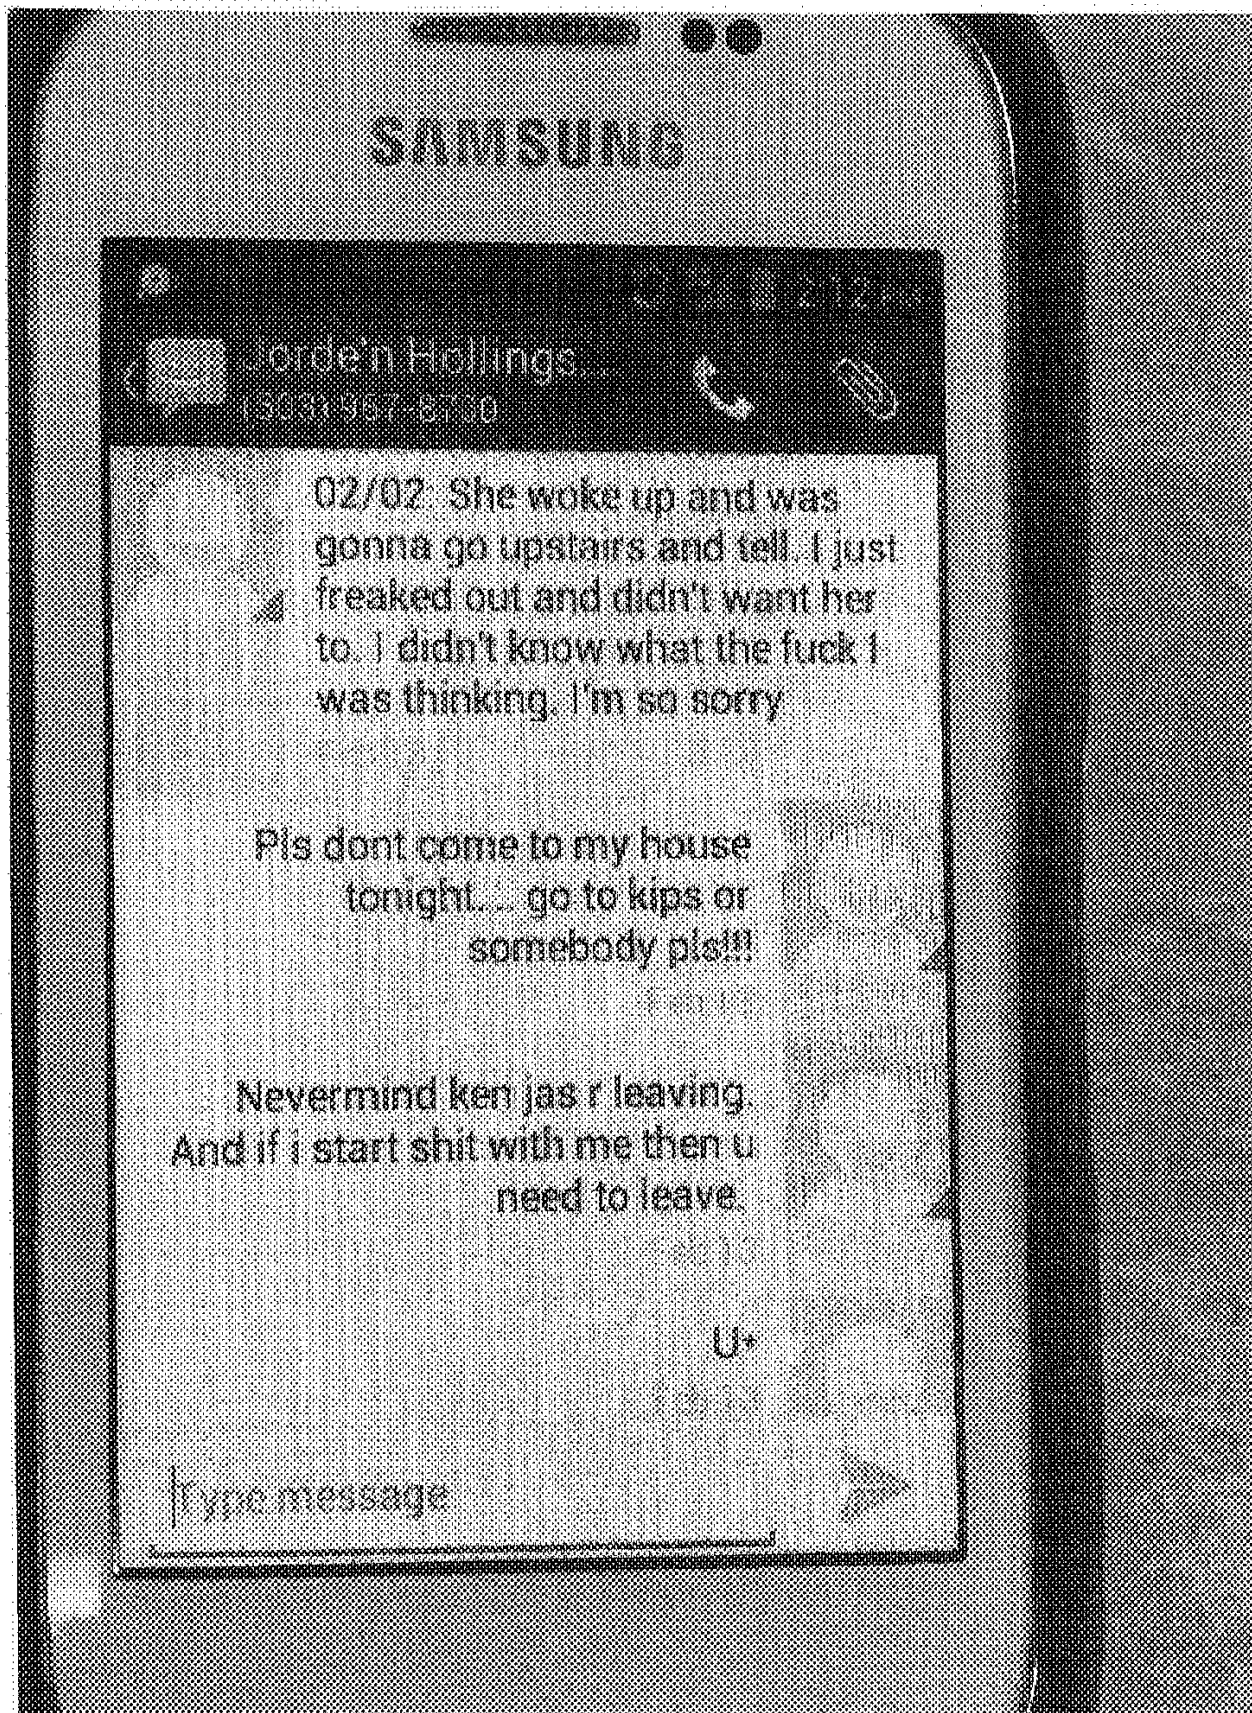 SAMSUNG
Jorde'n Hollings...
02/02: She woke up and was
gonna go upstairs and tell. I just
freaked out and didn't want her
to. I didn't know what the fuck I
was thinking. I'm so sorry
Pls dont come to my house
tonight... go to kips or
somebody pls!!!
Nevermind ken jas r leaving.
And if i start shit with me then u
need to leave.
U*
Type message